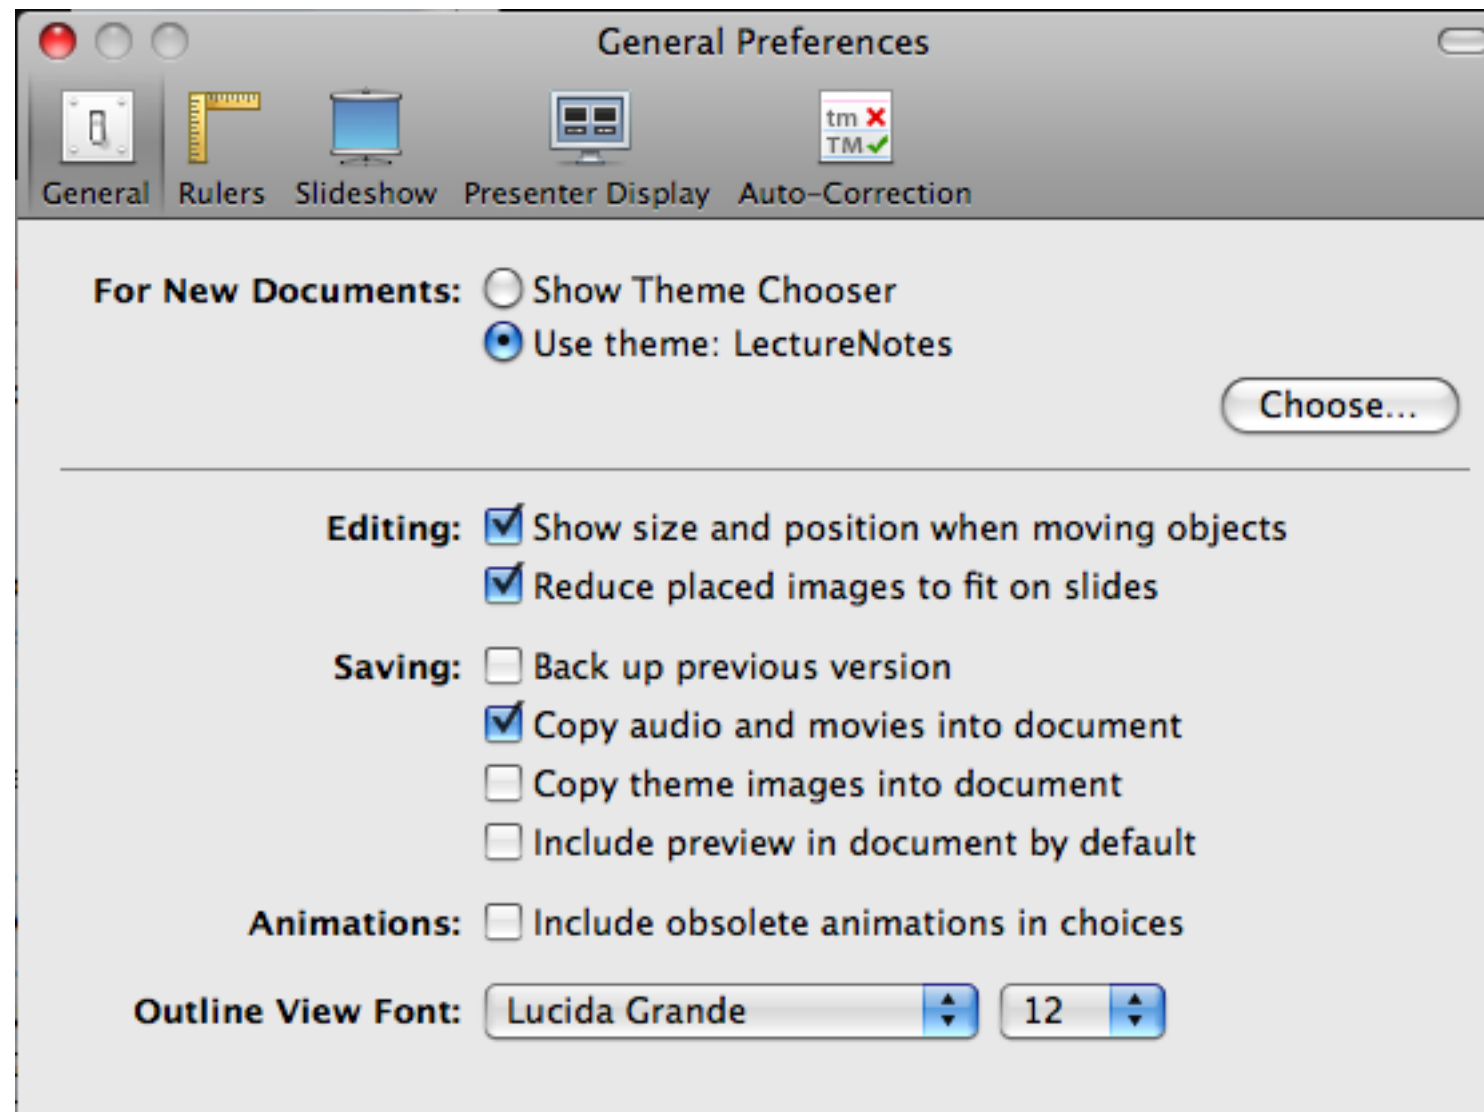 General Preferences
tm
TM
General Rulers Slideshow Presenter Display Auto-Correction
For New Documents: Show Theme Chooser
Use theme: LectureNotes
Choose...
Editing: Show size and position when moving objects
Reduce placed images to fit on slides
Saving: Back up previous version
Copy audio and movies into document
Copy theme images into document
Include preview in document by default
Animations: Include obsolete animations in choices
Outline View Font: Lucida Grande 12